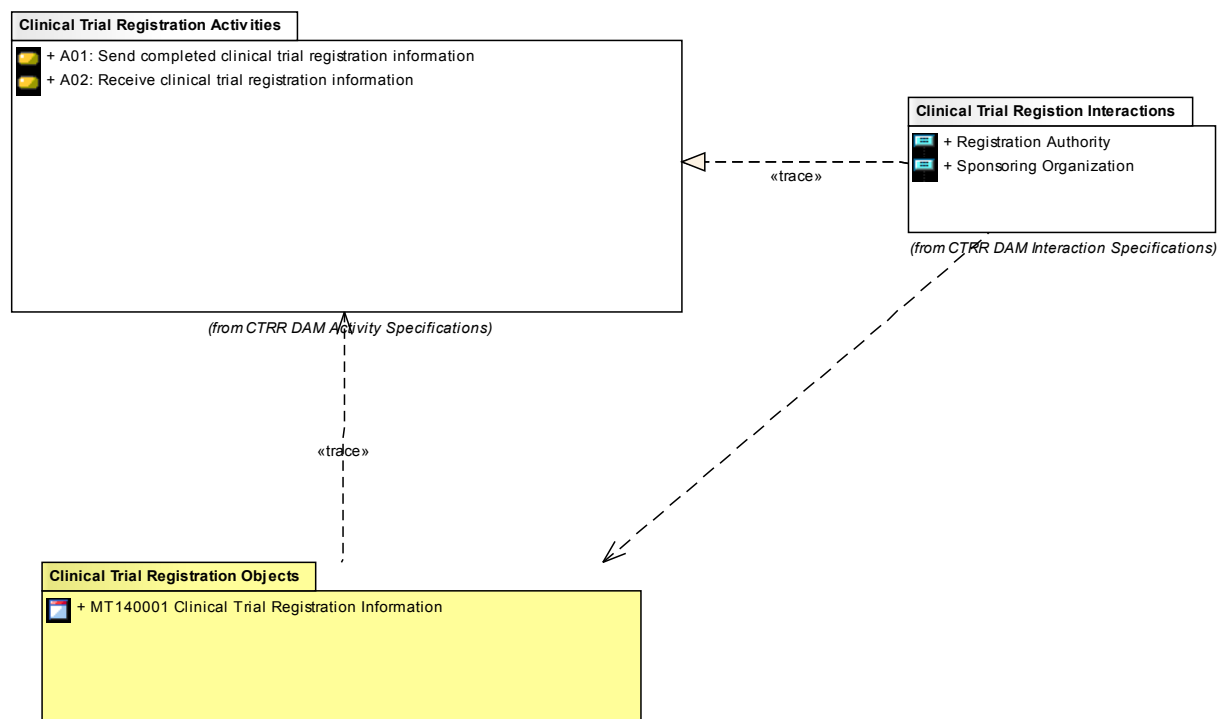 Clinical Trial Registration Activities
+ A01: Send completed clinical trial registration information
+ A02: Receive clinical trial registration information
(from CTRR DAM Activity Specifications)
Clinical Trial Registion Interactions
+ Registration Authority
+ Sponsoring Organization
(from CTRR DAM Interaction Specifications)
«trace»
«trace»
Clinical Trial Registration Objects
+ MT140001 Clinical Trial Registration Information